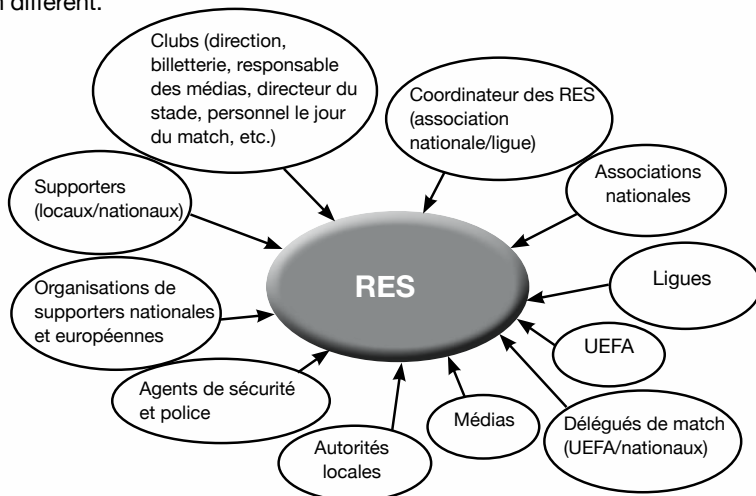 différent.
Clubs (direction,
billetterie, responsable
des médias, directeur du
stade, personnel le jour
du match, etc.)
Coordinateur des RES
(association
nationale/ligue)
Associations
nationales
Supporters
(locaux/nationaux)
RES
Ligues
Organisations de
supporters nationales
et européennes
UEFA
Agents de sécurité
et police
Médias
Délégués de match
(UEFA/nationaux)
Autorités
locales